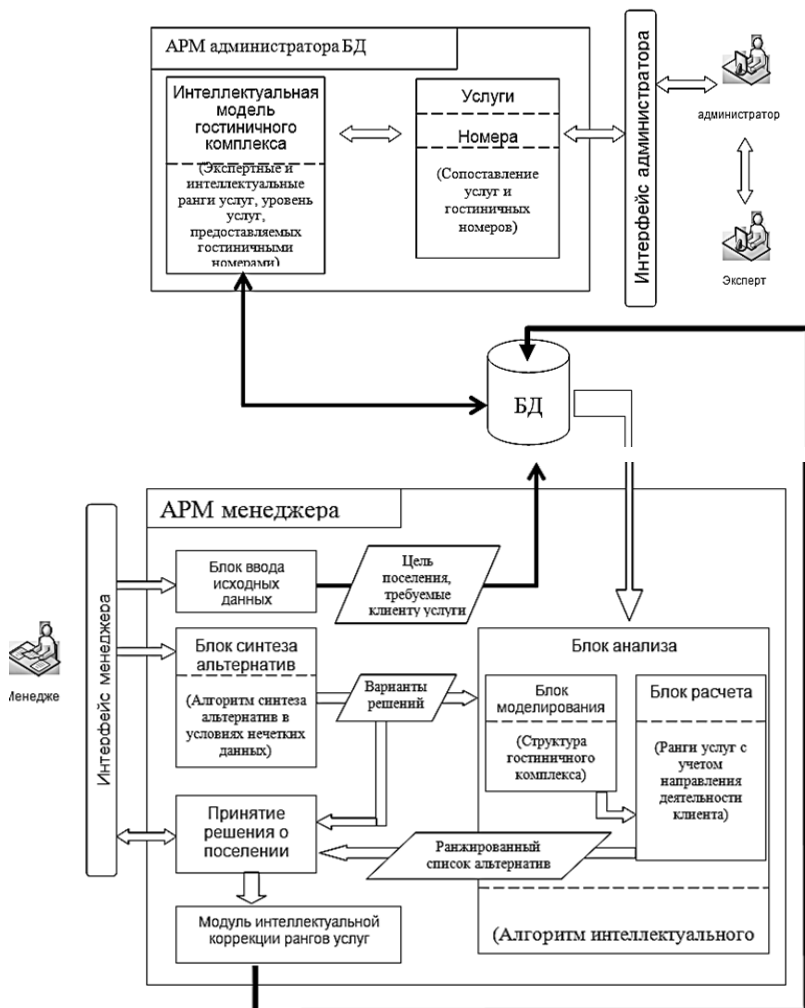 АРМ администратора БД
Интеллектуальная
модель
гостиничного
комплекса
(Экспертные и
интеллектуальные
ранги услуг, уровень
услуг,
предоставляемых
гостиничными
номерами)
Услуги
Номера
(Сопоставление
услуг и
гостиничных
номеров)
Интерфейс администратора
администратор
Эксперт
БД
АРМ менеджера
Интерфейс менеджера
Менедже
Блок ввода
исходных
данных
Цель
поселения,
требуемые
клиенту услуги
Блок синтеза
альтернатив
(Алгоритм синтеза
альтернатив в
условиях нечетких
данных)
Варианты
решений
Блок анализа
Блок
моделирования
(Структура
гостиничного
комплекса)
Блок расчета
(Ранги услуг с
учетом
направления
деятельности
клиента)
Принятие
решения о
поселении
Ранжированный
список альтернатив
Модуль интеллектуальной
коррекции рангов услуг
(Алгоритм интеллектуального